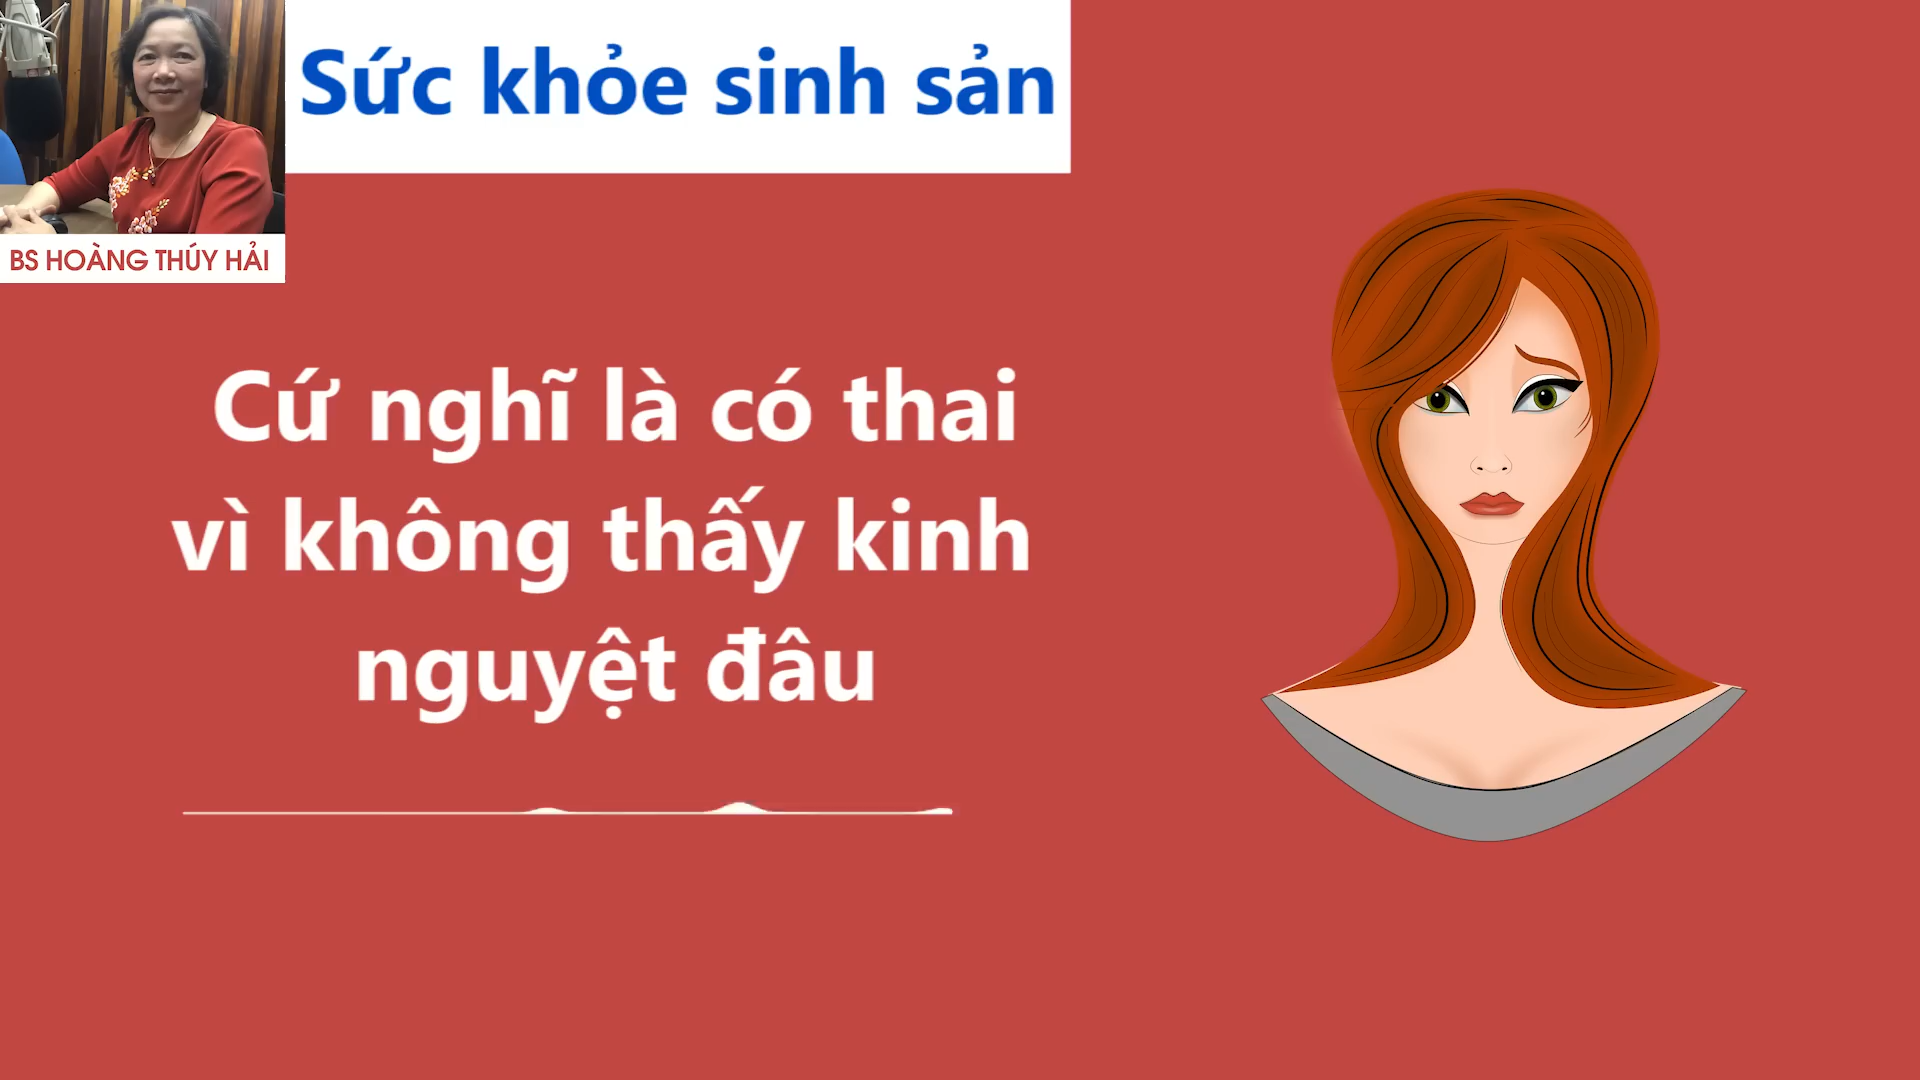 Sức khỏe sinh sản
BS HOÀNG THÚY HẢI
Cứ nghĩ là có thai
vì không thấy kinh
nguyệt đâu